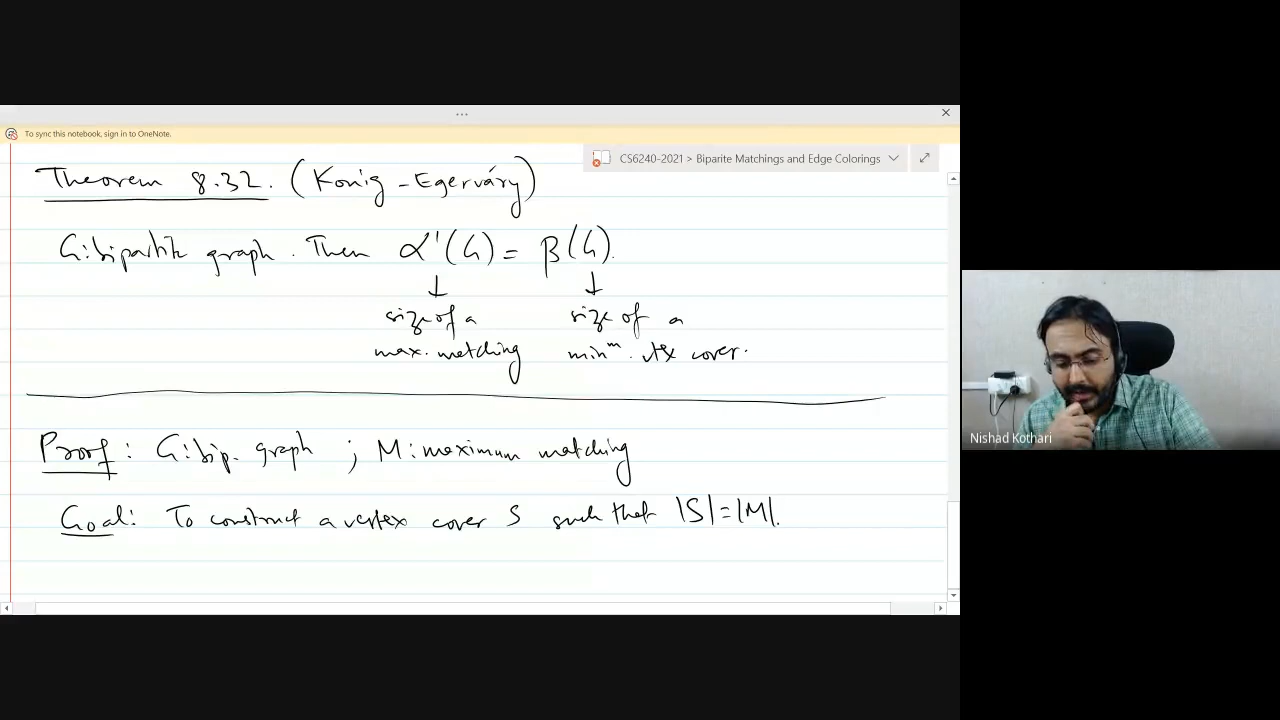 To sync this notebook, sign in to OneNote.
CS6240-2021 > Biparite Matchings and Edge Colorings
Theorem 8.32. (König-Egerváry)
G: bipartite graph. Then α'(G) = β(G).
↓ ↓
size of a size of a
max. matching minᵐ. vtx cover.
Proof: G: bip. graph ; M: maximum matching
Goal: To construct a vertex cover S such that |S| = |M|.
Nishad Kothari